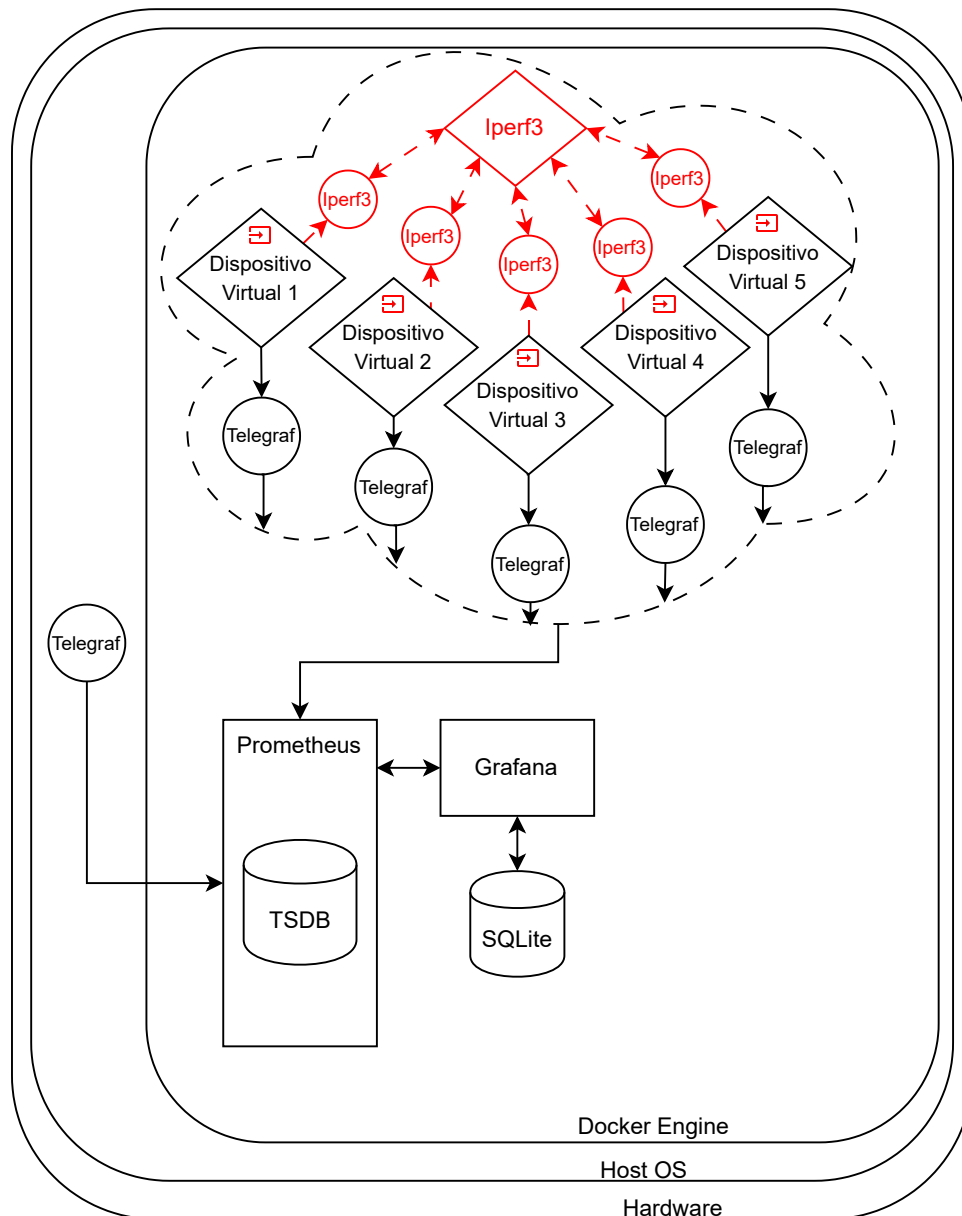 Iperf3
Iperf3
Iperf3
Iperf3
Iperf3
Iperf3
Dispositivo
Virtual 1
Dispositivo
Virtual 2
Dispositivo
Virtual 3
Dispositivo
Virtual 4
Dispositivo
Virtual 5
Telegraf
Telegraf
Telegraf
Telegraf
Telegraf
Telegraf
Prometheus
TSDB
Grafana
SQLite
Docker Engine
Host OS
Hardware